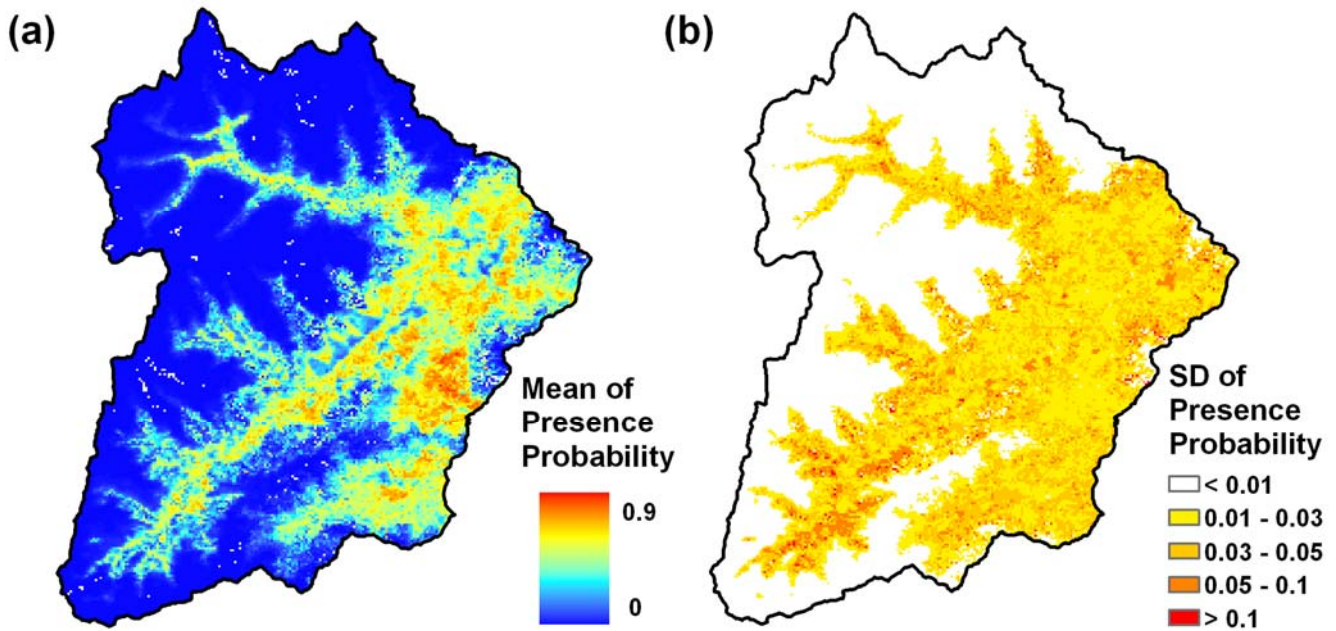 (a)
Mean of
Presence
Probability
0.9
0
(b)
SD of
Presence
Probability
< 0.01
0.01 - 0.03
0.03 - 0.05
0.05 - 0.1
> 0.1